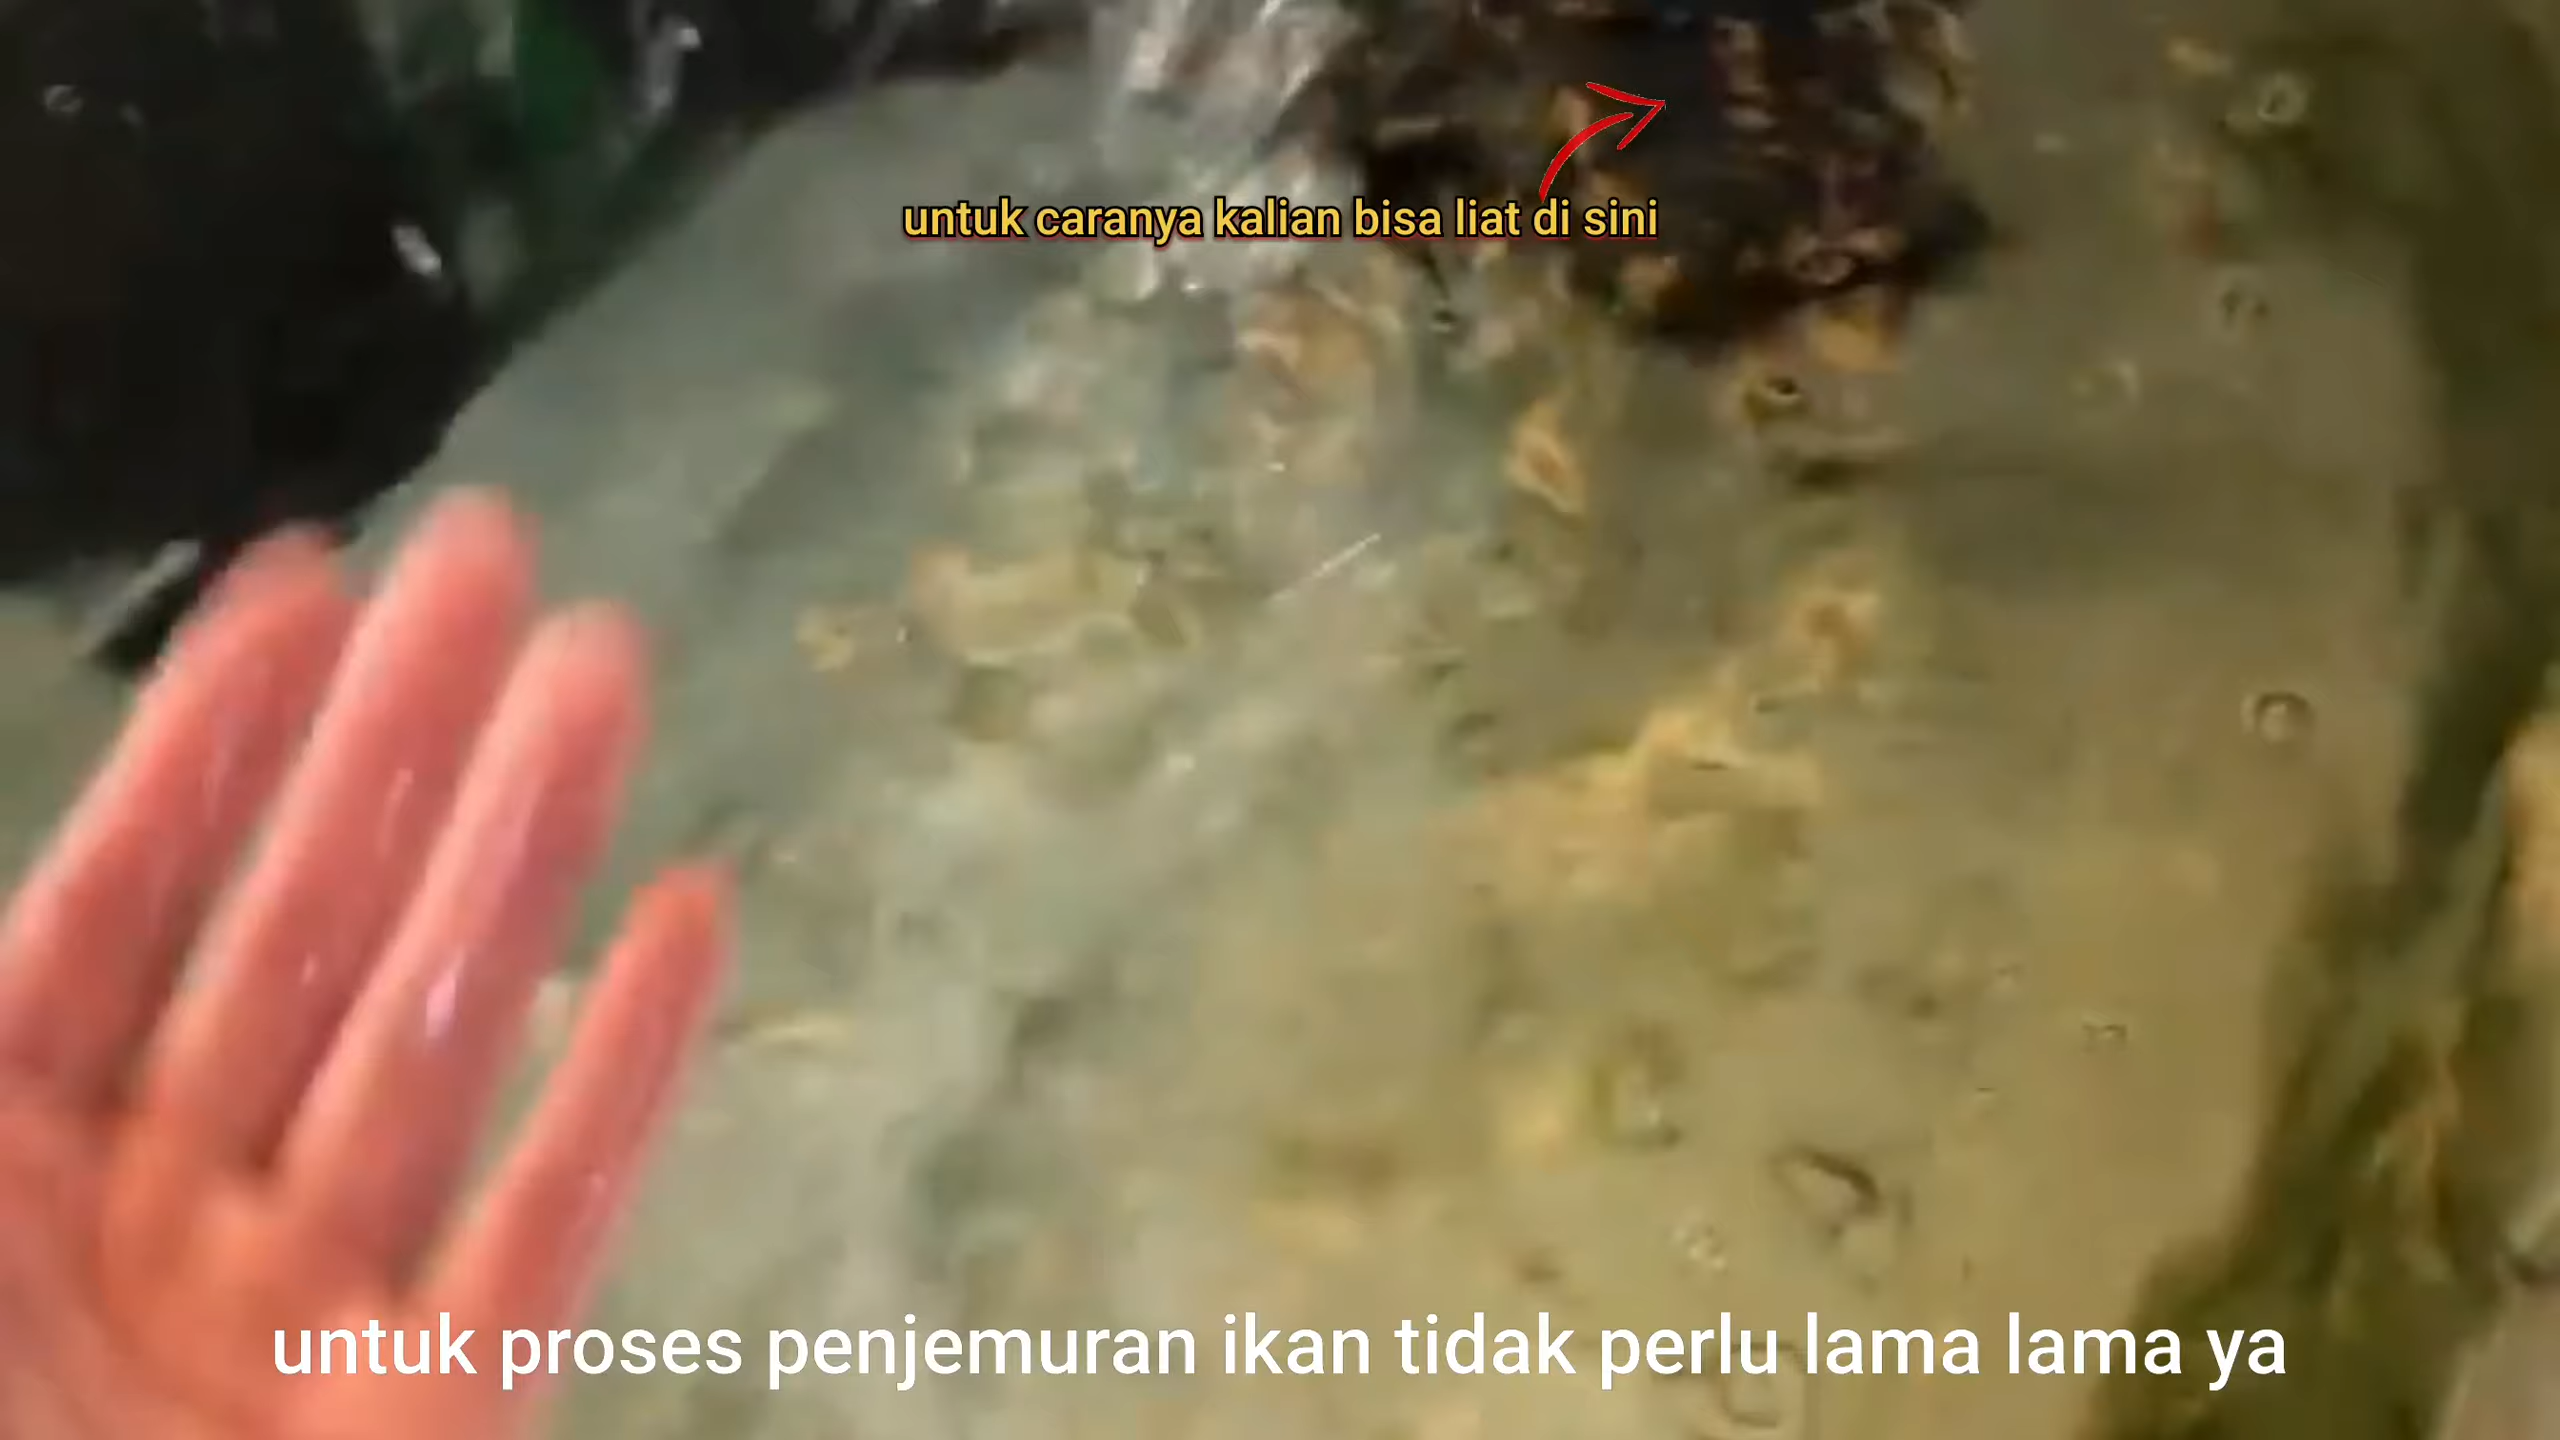 untuk caranya kalian bisa liat di sini
untuk proses penjemuran ikan tidak perlu lama lama ya